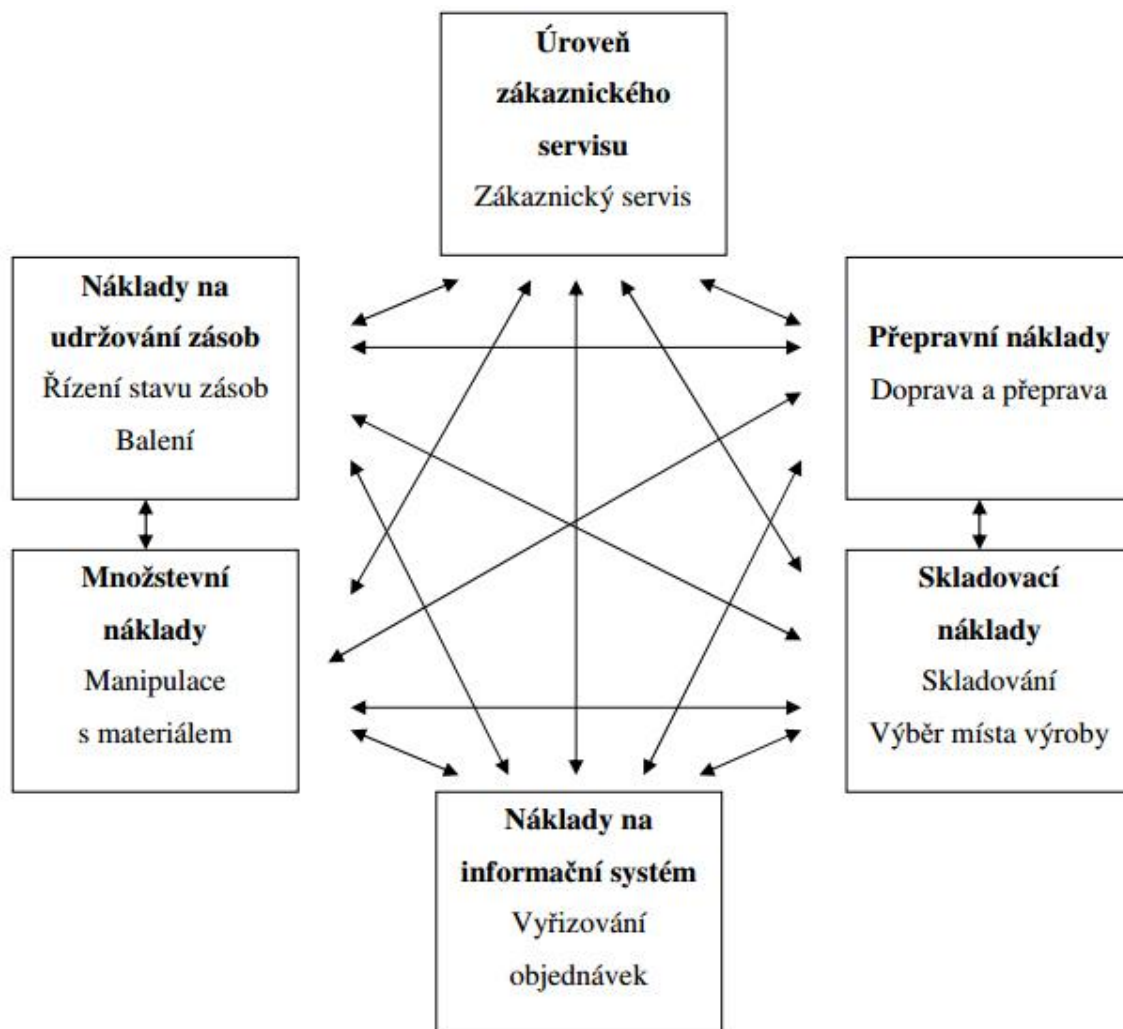 Úroveň
zákaznického
servisu
Zákaznický servis
Náklady na
udržování zásob
Řízení stavu zásob
Balení
Přepravní náklady
Doprava a přeprava
Množstevní
náklady
Manipulace
s materiálem
Skladovací
náklady
Skladování
Výběr místa výroby
Náklady na
informační systém
Vyřizování
objednávek